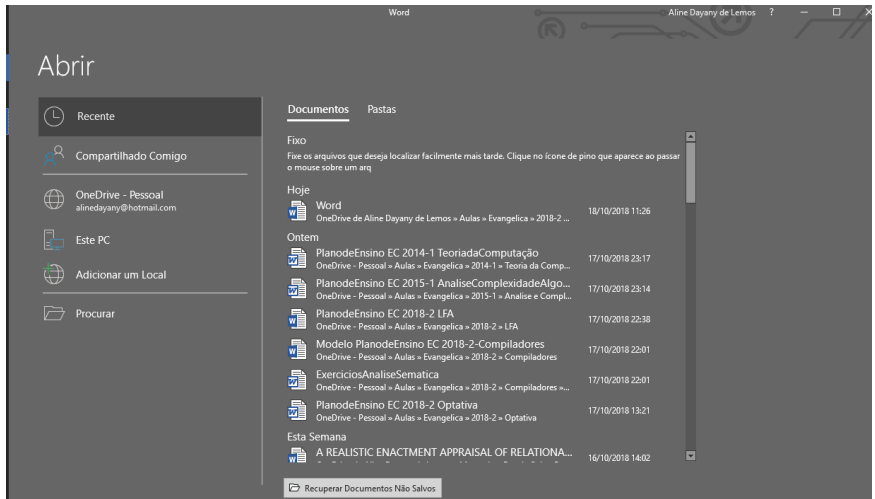 Word
Aline Dayany de Lemos ?
Abrir
Recente
Compartilhado Comigo
OneDrive - Pessoal
alinedayany@hotmail.com
Este PC
Adicionar um Local
Procurar
Documentos Pastas
Fixo
Fixe os arquivos que deseja localizar facilmente mais tarde. Clique no ícone de pino que aparece ao passar
o mouse sobre um arq
Hoje
Word
OneDrive de Aline Dayany de Lemos » Aulas » Evangelica » 2018-2 ...
18/10/2018 11:26
Ontem
PlanodeEnsino EC 2014-1 TeoriadaComputação
OneDrive - Pessoal » Aulas » Evangelica » 2014-1 » Teoria da Comp...
17/10/2018 23:17
PlanodeEnsino EC 2015-1 AnaliseComplexidadeAlgo...
OneDrive - Pessoal » Aulas » Evangelica » 2015-1 » Analise e Compl...
17/10/2018 23:14
PlanodeEnsino EC 2018-2 LFA
OneDrive - Pessoal » Aulas » Evangelica » 2018-2 » LFA
17/10/2018 22:38
Modelo PlanodeEnsino EC 2018-2-Compiladores
OneDrive - Pessoal » Aulas » Evangelica » 2018-2 » Compiladores
17/10/2018 22:01
ExerciciosAnaliseSematica
OneDrive - Pessoal » Aulas » Evangelica » 2018-2 » Compiladores »...
17/10/2018 22:01
PlanodeEnsino EC 2018-2 Optativa
OneDrive - Pessoal » Aulas » Evangelica » 2018-2 » Optativa
17/10/2018 13:21
Esta Semana
A REALISTIC ENACTMENT APPRAISAL OF RELATIONA...
16/10/2018 14:02
Recuperar Documentos Não Salvos